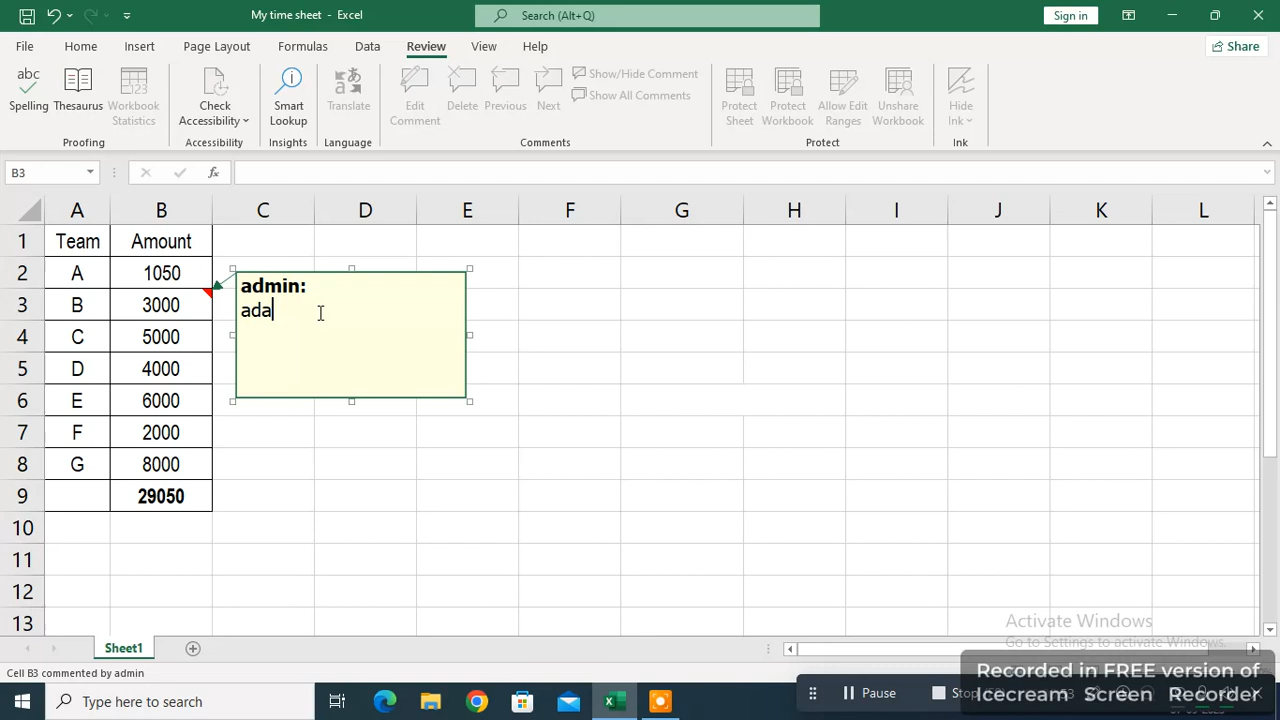 My time sheet - Excel
Search (Alt+Q)
Sign in
File Home Insert Page Layout Formulas Data Review View Help
Share
Spelling Thesaurus Workbook Statistics
Check Accessibility
Smart Lookup
Translate
Edit Comment Delete Previous Next
Show/Hide Comment
Show All Comments
Protect Sheet Protect Workbook Allow Edit Ranges Unshare Workbook
Hide Ink
Proofing Accessibility Insights Language Comments Protect Ink
B3
A B C D E F G H I J K L
1 Team Amount
2 A 1050
3 B 3000
4 C 5000
5 D 4000
6 E 6000
7 F 2000
8 G 8000
9 29050
10
11
12
13
admin:
ada
Activate Windows
Go to Settings to activate Windows.
Sheet1
Cell B3 commented by admin
Recorded in FREE version of
Icecream Screen Recorder
Type here to search
Pause